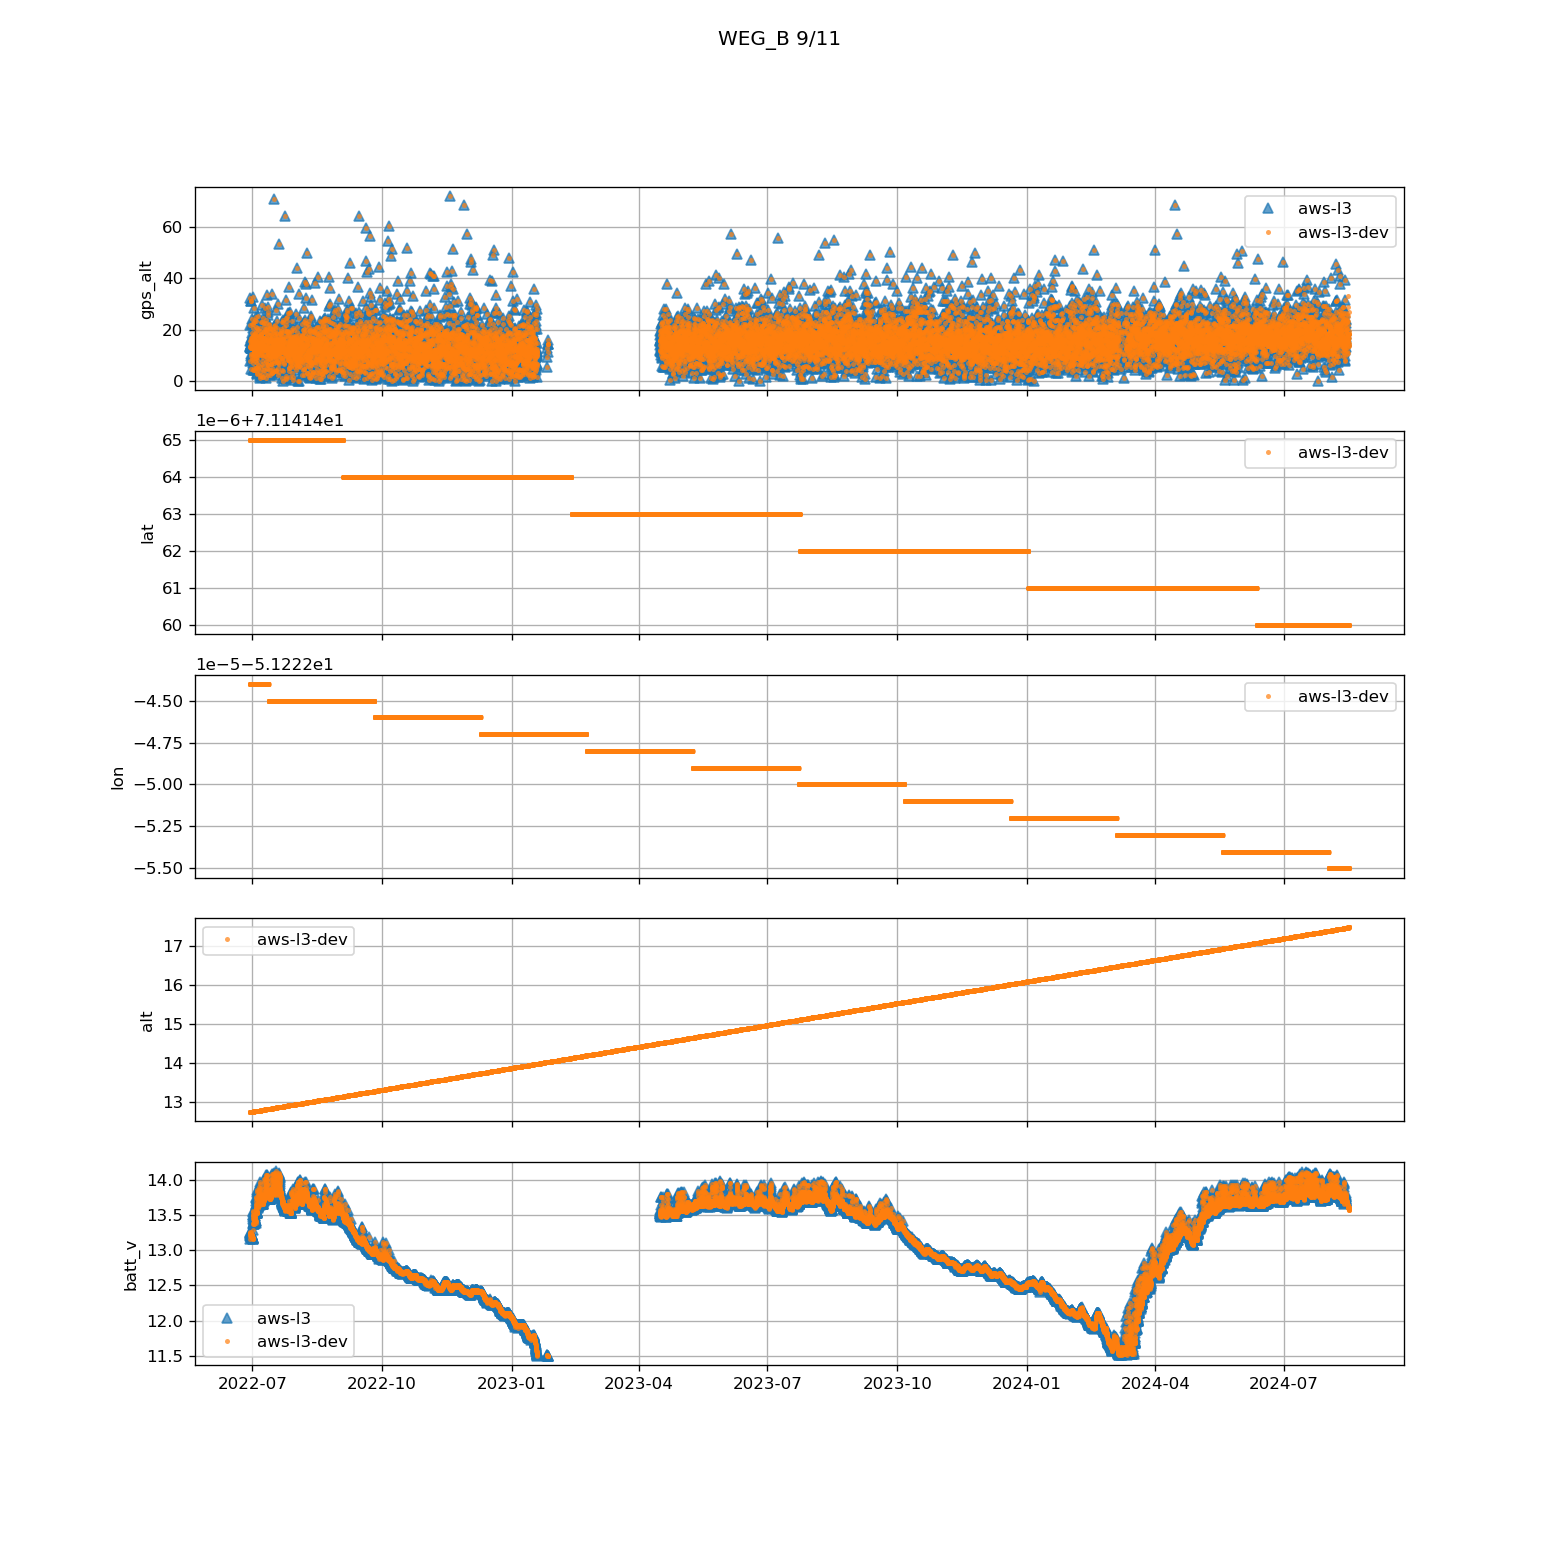 WEG_B 9/11
gps_alt
60
40
20
0
aws-l3
aws-l3-dev
1e−6+7.11414e1
lat
65
64
63
62
61
60
aws-l3-dev
1e−5−5.1222e1
lon
−4.50
−4.75
−5.00
−5.25
−5.50
aws-l3-dev
alt
17
16
15
14
13
aws-l3-dev
batt_v
14.0
13.5
13.0
12.5
12.0
11.5
aws-l3
aws-l3-dev
2022-07 2022-10 2023-01 2023-04 2023-07 2023-10 2024-01 2024-04 2024-07